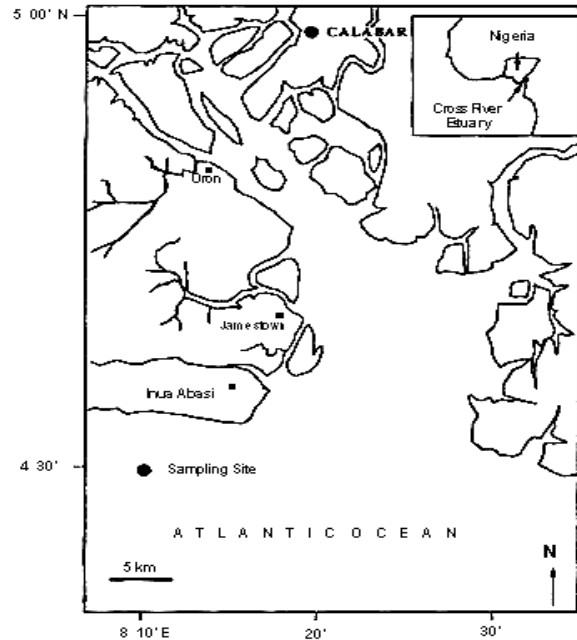 5 00' N
CALABAR
Nigeria
Cross River
Estuary
Oron
Jamestown
Inua Abasi
4 30'
Sampling Site
A T L A N T I C O C E A N
5 km
N
8 10'E
20'
30'